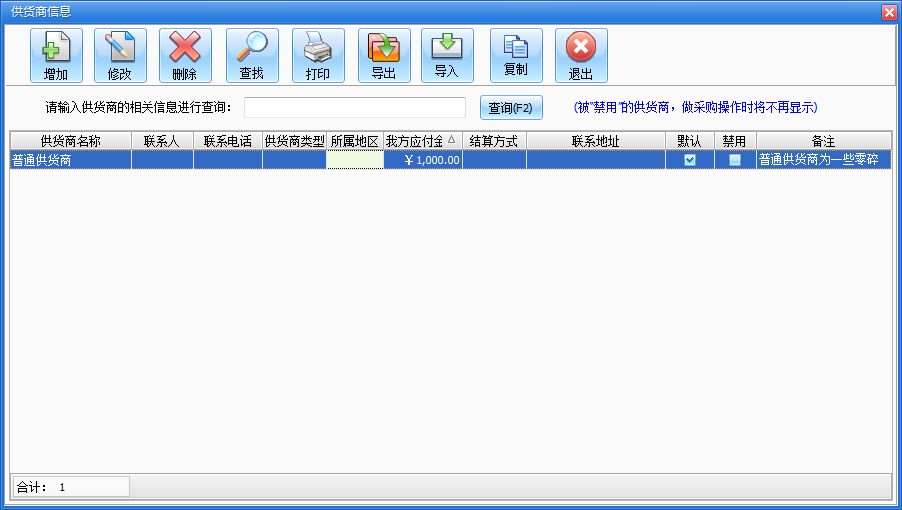 供货商信息
增加 修改 删除 查找 打印 导出 导入 复制 退出
请输入供货商的相关信息进行查询： 查询(F2) (被"禁用"的供货商，做采购操作时将不再显示)
供货商名称 联系人 联系电话 供货商类型 所属地区 我方应付金 结算方式 联系地址 默认 禁用 备注
普通供货商 ￥1,000.00 普通供货商为一些零碎
合计： 1